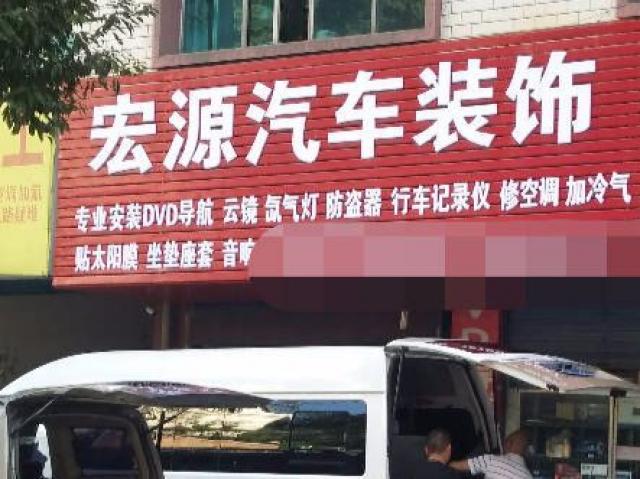 宏源汽车装饰
专业安装DVD导航 云镜 氙气灯 防盗器 行车记录仪 修空调 加冷气
贴太阳膜 坐垫座套 音响